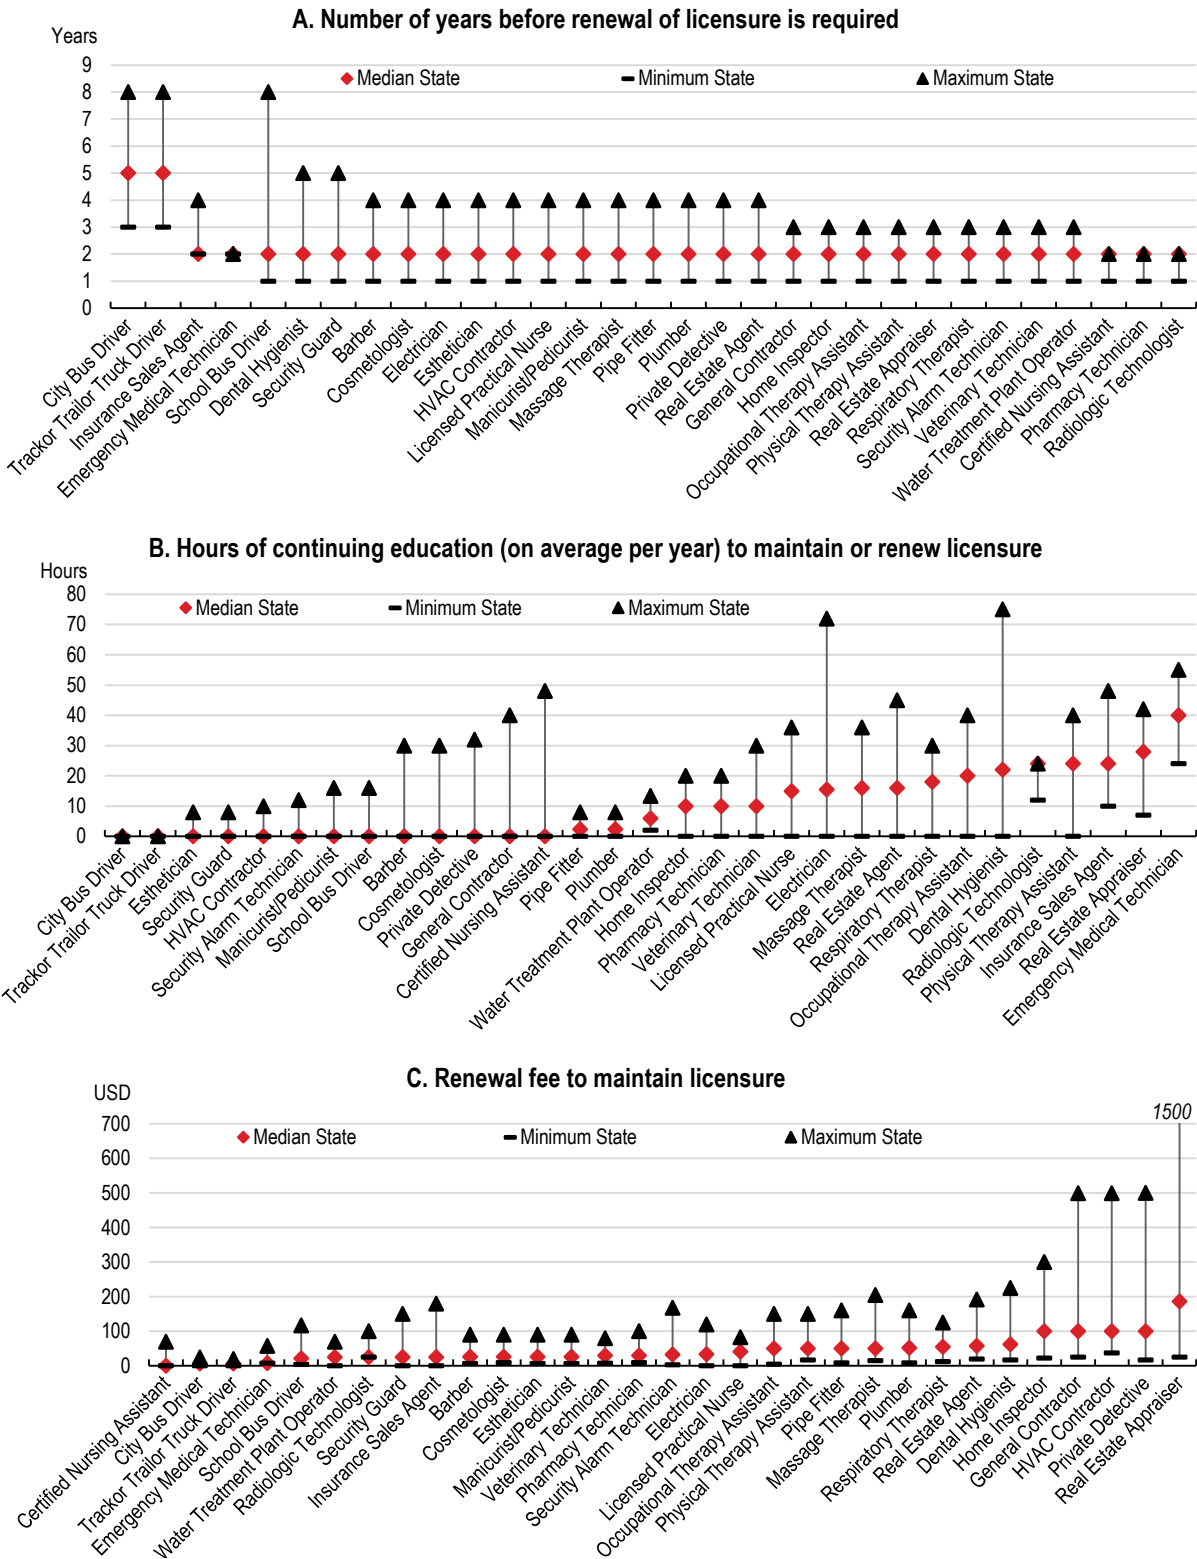 A. Number of years before renewal of licensure is required
Years
9
8
7
6
5
4
3
2
1
0
Median State
Minimum State
Maximum State
City Bus Driver
Trackor Trailor Truck Driver
Insurance Sales Agent
Emergency Medical Technician
School Bus Driver
Dental Hygienist
Security Guard
Barber
Cosmetologist
Electrician
Esthetician
HVAC Contractor
Licensed Practical Nurse
Manicurist/Pedicurist
Massage Therapist
Pipe Fitter
Plumber
Private Detective
Real Estate Agent
General Contractor
Home Inspector
Occupational Therapy Assistant
Physical Therapy Assistant
Real Estate Appraiser
Respiratory Therapist
Security Alarm Technician
Veterinary Technician
Water Treatment Plant Operator
Certified Nursing Assistant
Pharmacy Technician
Radiologic Technologist
B. Hours of continuing education (on average per year) to maintain or renew licensure
Hours
80
70
60
50
40
30
20
10
0
Median State
Minimum State
Maximum State
City Bus Driver
Trackor Trailor Truck Driver
Esthetician
Security Guard
HVAC Contractor
Security Alarm Technician
Manicurist/Pedicurist
School Bus Driver
Barber
Cosmetologist
Private Detective
General Contractor
Certified Nursing Assistant
Pipe Fitter
Plumber
Water Treatment Plant Operator
Home Inspector
Pharmacy Technician
Veterinary Technician
Licensed Practical Nurse
Electrician
Massage Therapist
Real Estate Agent
Respiratory Therapist
Occupational Therapy Assistant
Dental Hygienist
Radiologic Technologist
Physical Therapy Assistant
Insurance Sales Agent
Real Estate Appraiser
Emergency Medical Technician
C. Renewal fee to maintain licensure
USD
700
600
500
400
300
200
100
0
Median State
Minimum State
Maximum State
1500
Certified Nursing Assistant
City Bus Driver
Trackor Trailor Truck Driver
Emergency Medical Technician
School Bus Driver
Water Treatment Plant Operator
Radiologic Technologist
Security Guard
Insurance Sales Agent
Barber
Cosmetologist
Esthetician
Manicurist/Pedicurist
Veterinary Technician
Pharmacy Technician
Security Alarm Technician
Electrician
Licensed Practical Nurse
Occupational Therapy Assistant
Physical Therapy Assistant
Pipe Fitter
Massage Therapist
Plumber
Respiratory Therapist
Real Estate Agent
Dental Hygienist
Home Inspector
General Contractor
HVAC Contractor
Private Detective
Real Estate Appraiser